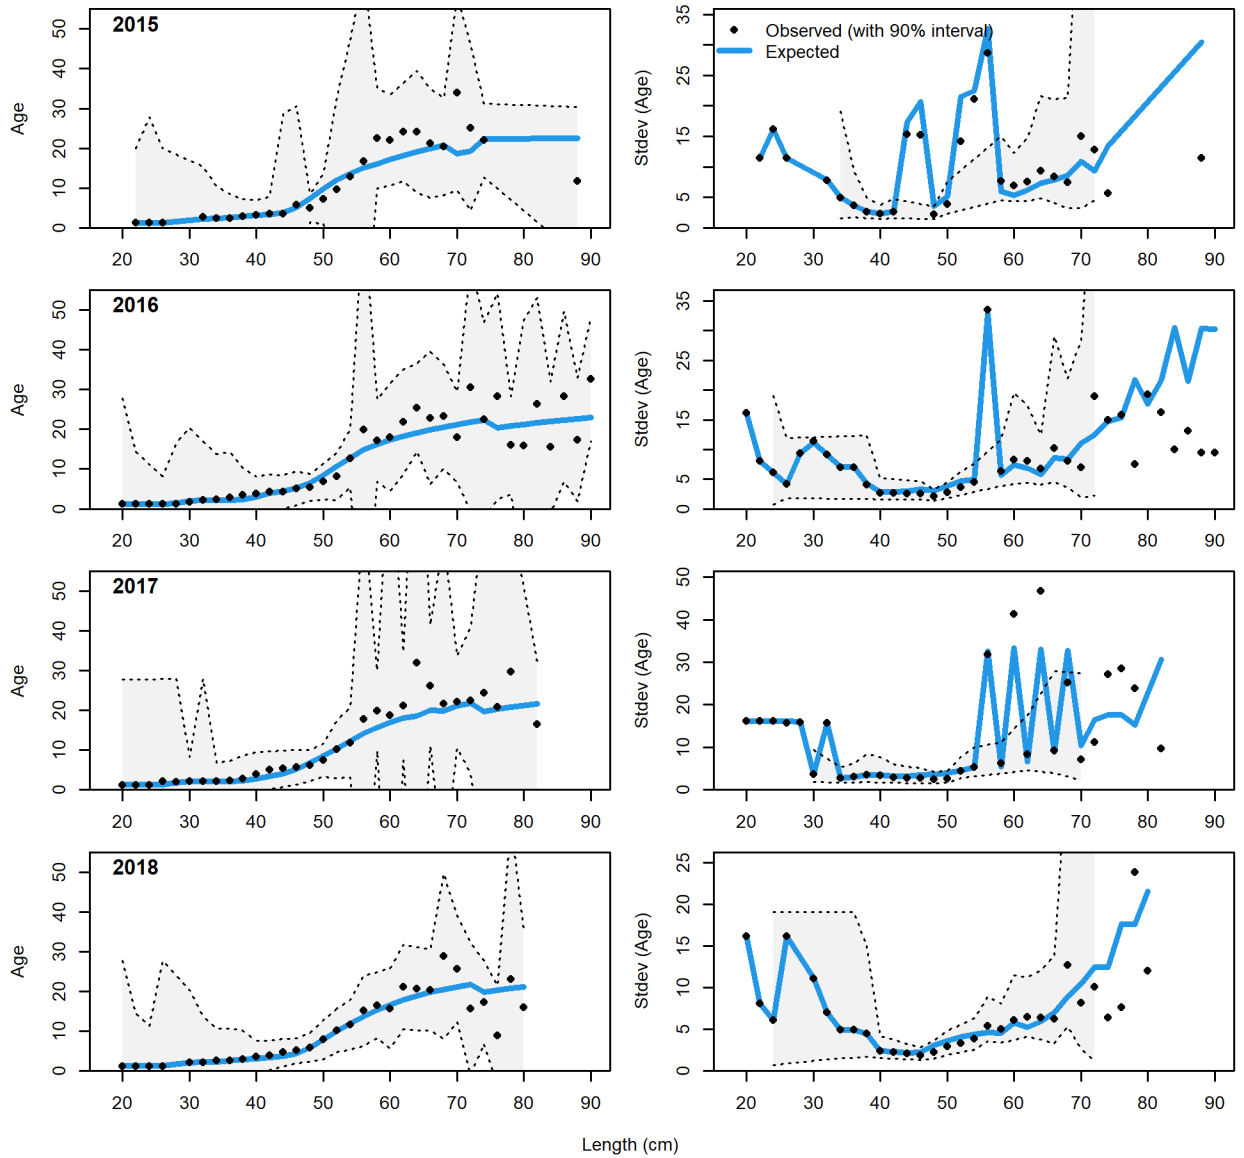 2015
Age
0 10 20 30 40 50
20 30 40 50 60 70 80 90
Observed (with 90% interval)
Expected
Stdev (Age)
0 5 15 25 35
20 30 40 50 60 70 80 90
2016
Age
0 10 20 30 40 50
20 30 40 50 60 70 80 90
Stdev (Age)
0 5 15 25 35
20 30 40 50 60 70 80 90
2017
Age
0 10 20 30 40 50
20 30 40 50 60 70 80 90
Stdev (Age)
0 10 20 30 40 50
20 30 40 50 60 70 80 90
2018
Age
0 10 20 30 40 50
20 30 40 50 60 70 80 90
Stdev (Age)
0 5 10 15 20 25
20 30 40 50 60 70 80 90
Length (cm)